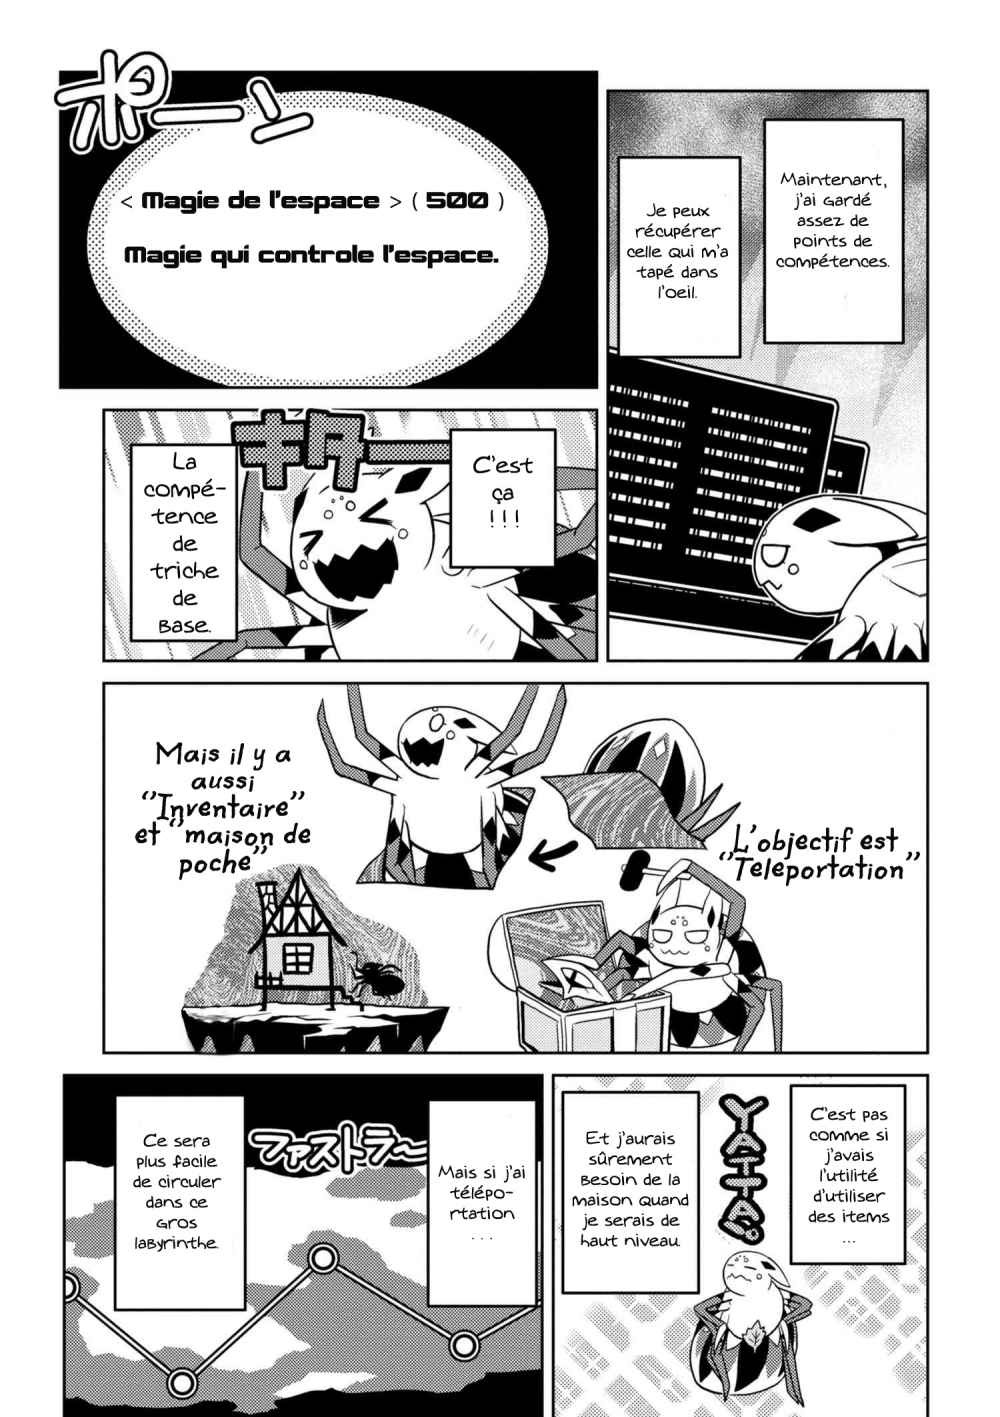 Maintenant,
j'ai gardé
assez de
points de
compétences.
Je peux
récupérer
celle qui m'a
tapé dans
l'oeil.
ポーン
< Magie de l'espace > ( 500 )
Magie qui controle l'espace.
C'est
ça
!!!
キター
La
compé-
tence
de
triche
de
Base.
L'objectif est
‘‘Teleportation’’
Mais il y a
aussi
‘‘Inventaire’’
et ‘‘maison de
poche’’
C'est pas
comme si
j'avais
l'utilité
d'utiliser
des items
...
YATTA.
Et j'aurais
sûrement
Besoin de la
maison quand
je serais de
haut niveau.
Mais si j'ai
télépo-
rtation
...
ファストラ〜
Ce sera
plus facile
de circuler
dans ce
Gros
labyrinthe.